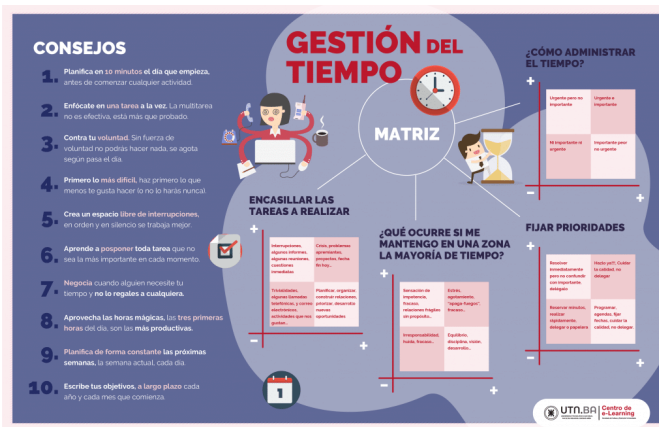 CONSEJOS
1. Planifica en 10 minutos el día que empieza,
antes de comenzar cualquier actividad.
2. Enfócate en una tarea a la vez. La multitarea
no es efectiva, está más que probado.
3. Contra tu voluntad. Sin fuerza de
voluntad no podrás hacer nada, se agota
según pasa el día.
4. Primero lo más difícil, haz primero lo que
menos te gusta hacer lo no lo harás nunca!.
5. Crea un espacio libre de interrupciones,
en orden y en silencio se trabaja mejor.
6. Aprende a posponer toda tarea que no
sea la más importante en cada momento.
7. Negocia cuando alguien necesite tu
tiempo y no lo regales a cualquiera.
8. Aprovecha las horas mágicas, las tres primeras
horas del día, son las más productivas.
9. Planifica de forma constante las próximas
semanas, la semana actual, cada día.
10. Escribe tus objetivos, a largo plazo cada
año y cada mes que comienza.
GESTIÓN DEL
TIEMPO
MATRIZ
¿CÓMO ADMINISTRAR
EL TIEMPO?
+
Urgente pero no
importante
Urgente e
importante
Ni importante ni
urgente
Importante pero
no urgente
− +
ENCASILLAR LAS
TAREAS A REALIZAR
+
Interrupciones,
algunos informes,
algunas reuniones,
cuestiones
inmediatas
Crisis, problemas
apremiantes,
proyectos, fecha
fin hoy...
Trivialidades,
algunas llamadas
telefónicas, y correo
electrónicos,
actividades que nos
gustan...
Planificar, organizar,
construir relaciones,
priorizar, desarrollar
nuevas
oportunidades
− +
¿QUÉ OCURRE SI ME
MANTENGO EN UNA ZONA
LA MAYORÍA DE TIEMPO?
+
Sensación de
impotencia,
fracaso,
relaciones frágiles
sin propósito...
Estrés,
agotamiento,
"apaga-fuegos",
fracaso...
Irresponsabilidad,
huida, fracaso...
Equilibrio,
disciplina, visión
desarrollo...
− +
FIJAR PRIORIDADES
+
Resolver
inmediatamente
pero no confundir
con importante,
delégalo
Hazlo ya!!!, Cuidar
la calidad, no
delegar
Reservar minutos,
realizar
rápidamente,
delegar o papelera
Programar,
agendar, fijar
fechas, cuidar la
calidad, no delegar
− +
1
UTN.BA
Centro de
e-Learning